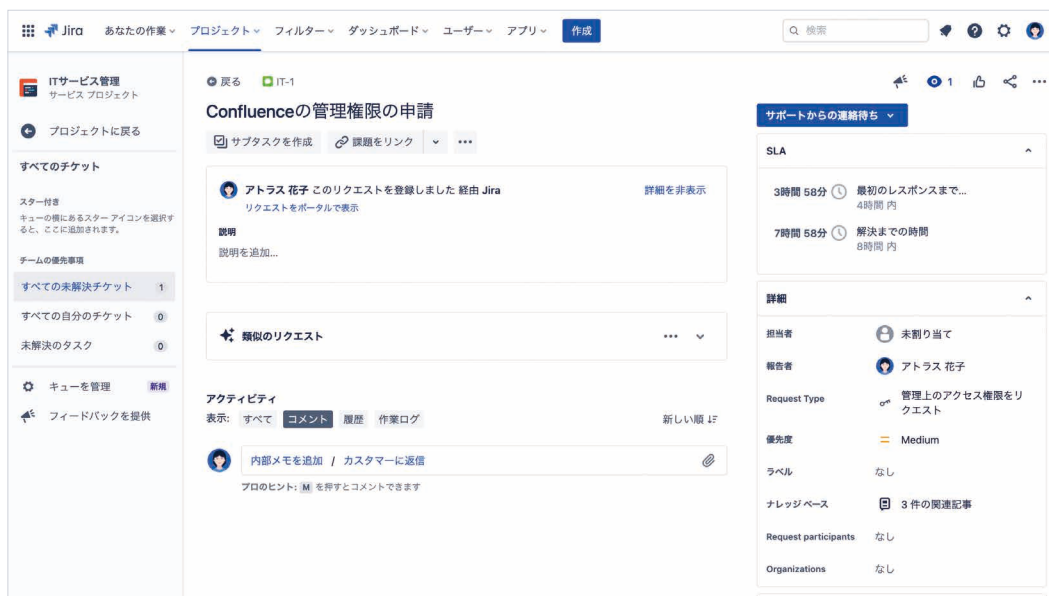 Jira あなたの作業 プロジェクト フィルター ダッシュボード ユーザー アプリ 作成 検索
ITサービス管理
サービス プロジェクト
プロジェクトに戻る
すべてのチケット
スター付き
キューの横にあるスター アイコンを選択す
ると、ここに追加されます。
チームの優先事項
すべての未解決チケット 1
すべての自分のチケット 0
未解決のタスク 0
キューを管理 新規
フィードバックを提供
戻る IT-1
1
Confluenceの管理権限の申請
サブタスクを作成 課題をリンク
アトラス 花子 このリクエストを登録しました 経由 Jira 詳細を非表示
リクエストをポータルで表示
説明
説明を追加...
類似のリクエスト
アクティビティ
表示: すべて コメント 履歴 作業ログ 新しい順
内部メモを追加 / カスタマーに返信
プロのヒント: M を押すとコメントできます
サポートからの連絡待ち
SLA
3時間 58分 最初のレスポンスまで...
4時間 内
7時間 58分 解決までの時間
8時間 内
詳細
担当者 未割り当て
報告者 アトラス 花子
Request Type 管理上のアクセス権限をリ
クエスト
優先度 Medium
ラベル なし
ナレッジ ベース 3 件の関連記事
Request participants なし
Organizations なし